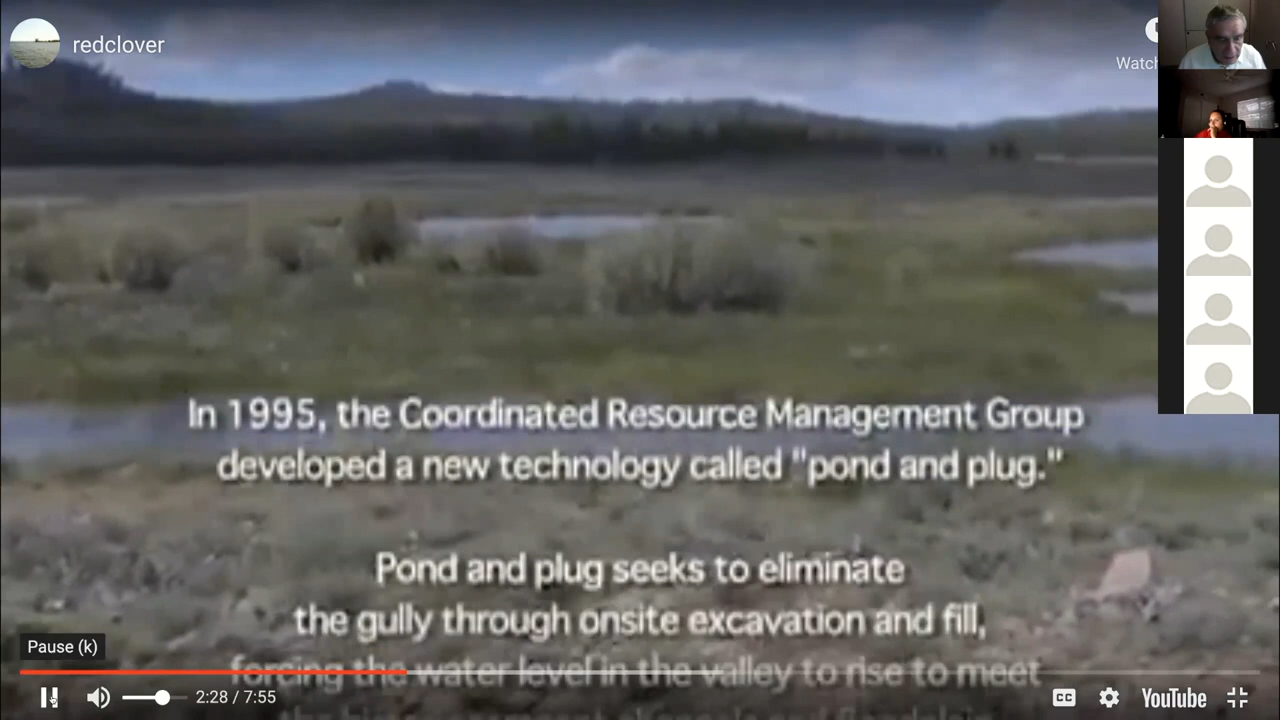 redclover
Watch
In 1995, the Coordinated Resource Management Group
developed a new technology called "pond and plug."
Pond and plug seeks to eliminate
the gully through onsite excavation and fill,
forcing the water level in the valley to rise to meet
Pause (k)
2:28 / 7:55
CC
YouTube